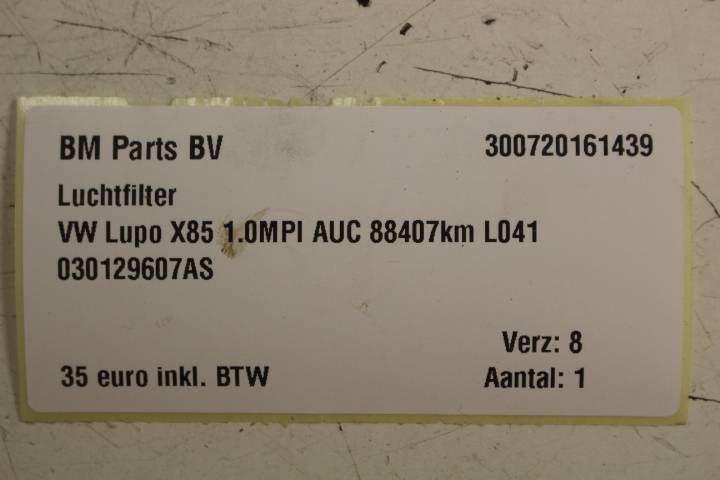 BM Parts BV 300720161439
Luchtfilter
VW Lupo X85 1.0MPI AUC 88407km L041
030129607AS
Verz: 8
35 euro inkl. BTW Aantal: 1